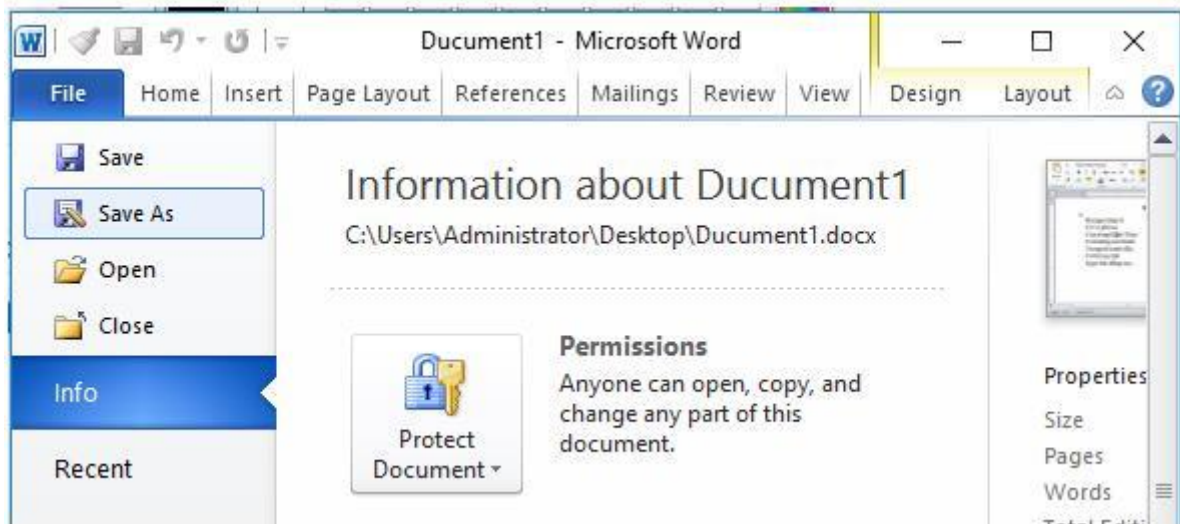 Ducument1 - Microsoft Word
File Home Insert Page Layout References Mailings Review View Design Layout
Save
Save As
Open
Close
Info
Recent
Information about Ducument1
C:\Users\Administrator\Desktop\Ducument1.docx
Protect
Document
Permissions
Anyone can open, copy, and
change any part of this
document.
Properties
Size
Pages
Words